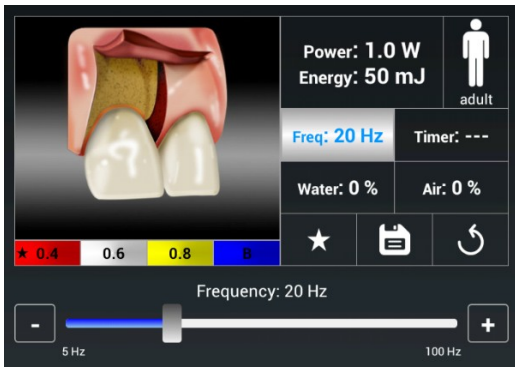 Power: 1.0 W
Energy: 50 mJ
adult
Freq: 20 Hz
Timer: ---
Water: 0 %
Air: 0 %
★ 0.4
0.6
0.8
B
Frequency: 20 Hz
-
+
5 Hz
100 Hz